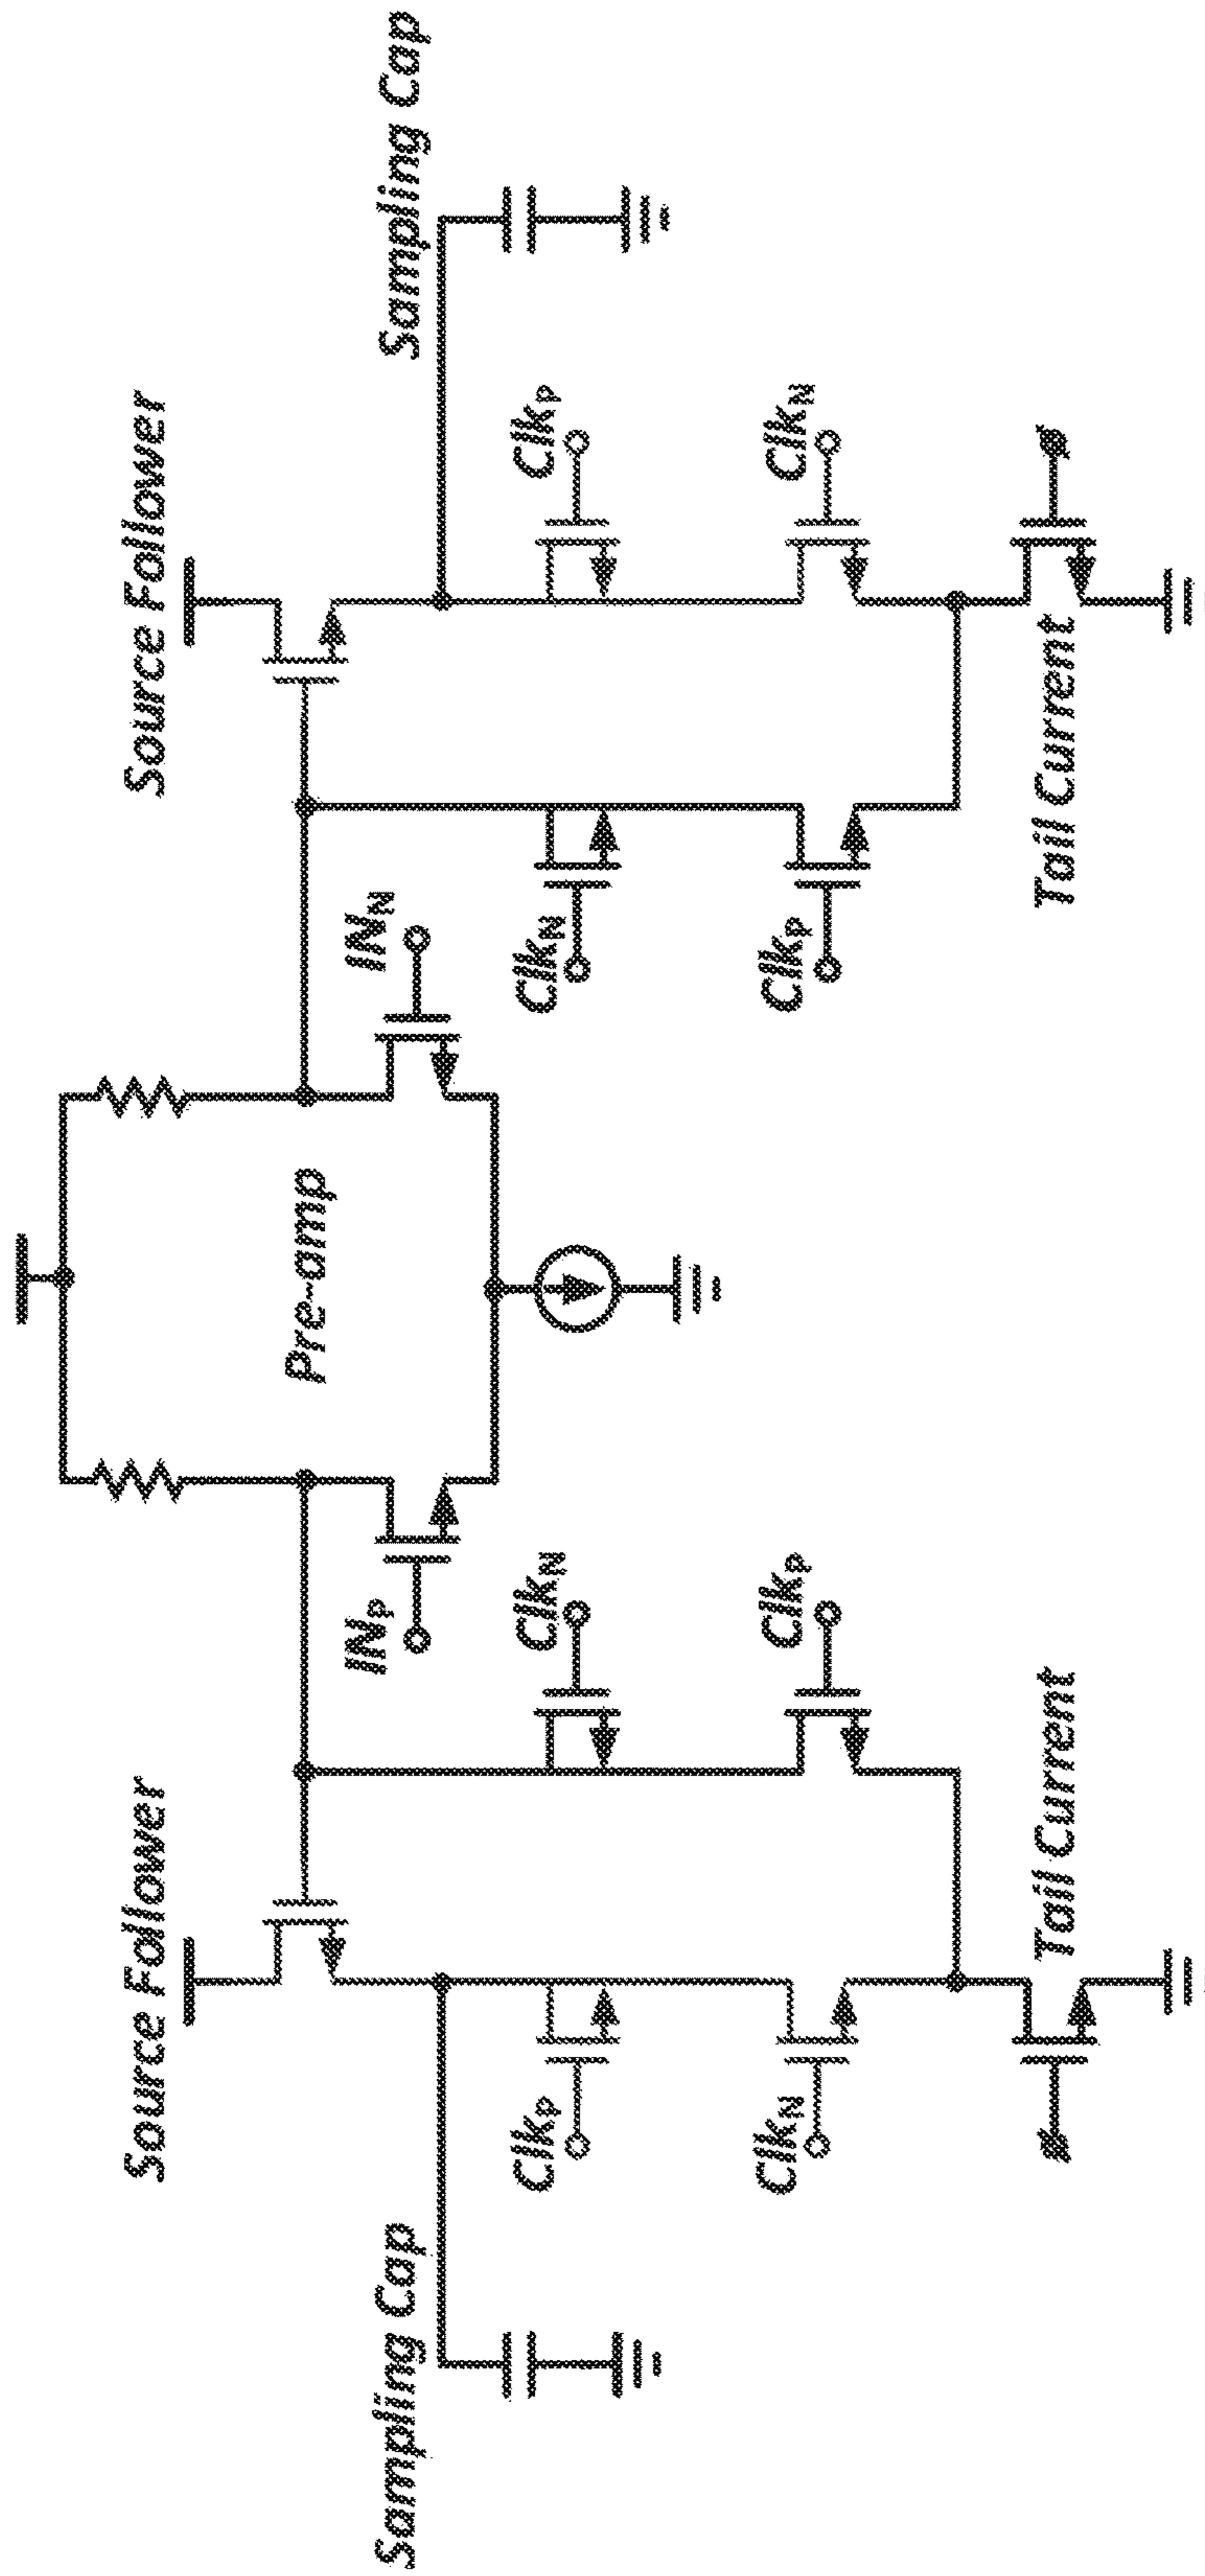 Source Follower
Source Follower
Pre-amp
Sampling Cap
IN_P
IN_N
Sampling Cap
Clk_P
Clk_N
Clk_N
Clk_P
Clk_N
Clk_P
Clk_P
Clk_N
Tail Current
Tail Current